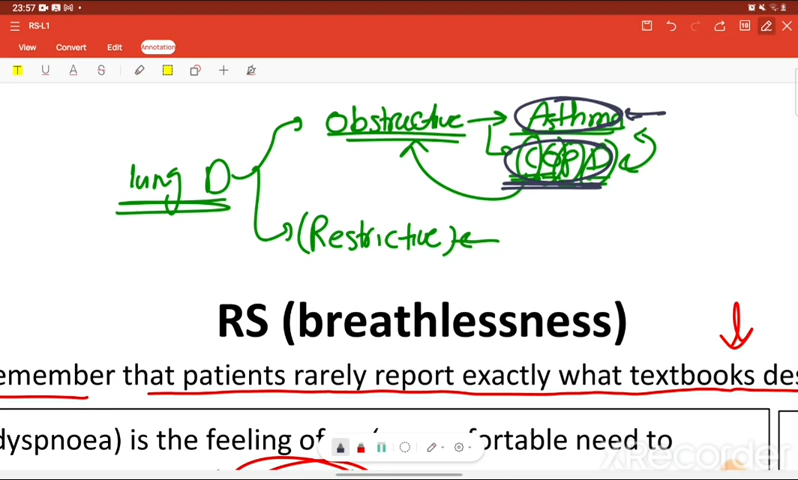 23:57
RS-L1
10
View Convert Edit Annotation
T U A S
Obstructive Asthma
COPD
lung D
(Restrictive)
RS (breathlessness)
emember that patients rarely report exactly what textbooks des
dyspnoea) is the feeling of
fortable need to
XRecorder